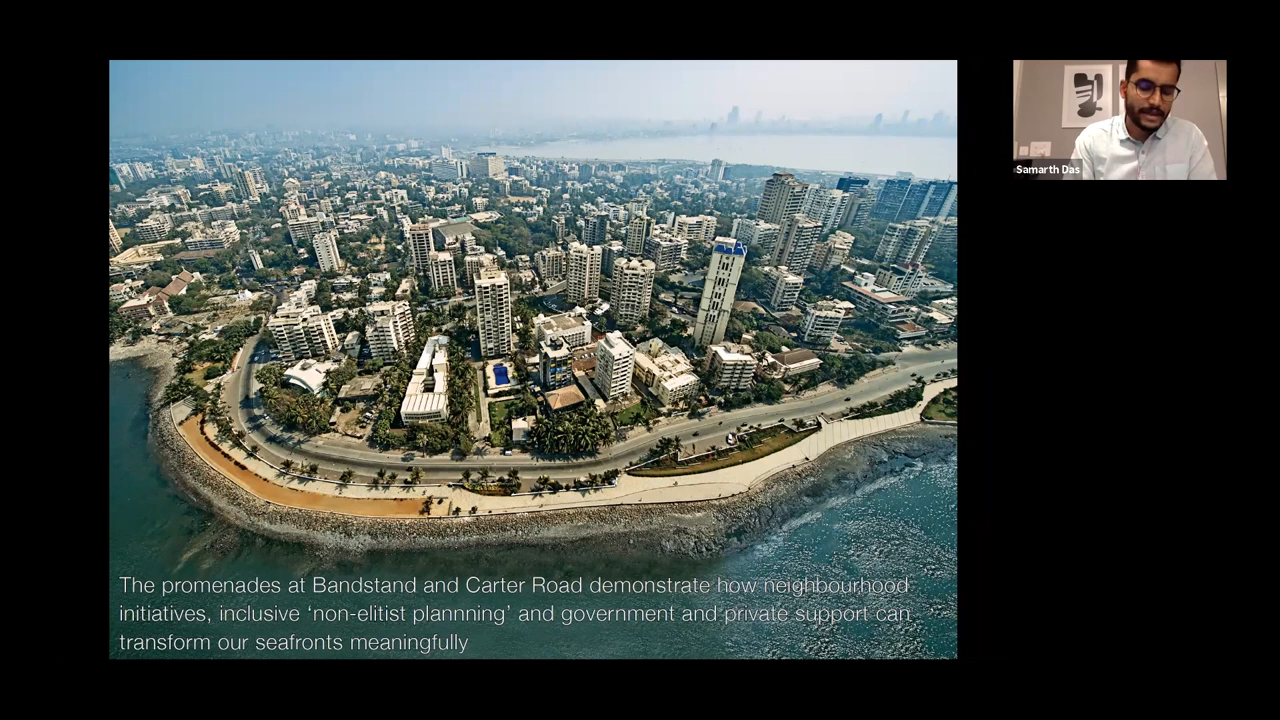 Samarth Das
The promenades at Bandstand and Carter Road demonstrate how neighbourhood
initiatives, inclusive ‘non-elitist plannning’ and government and private support can
transform our seafronts meaningfully